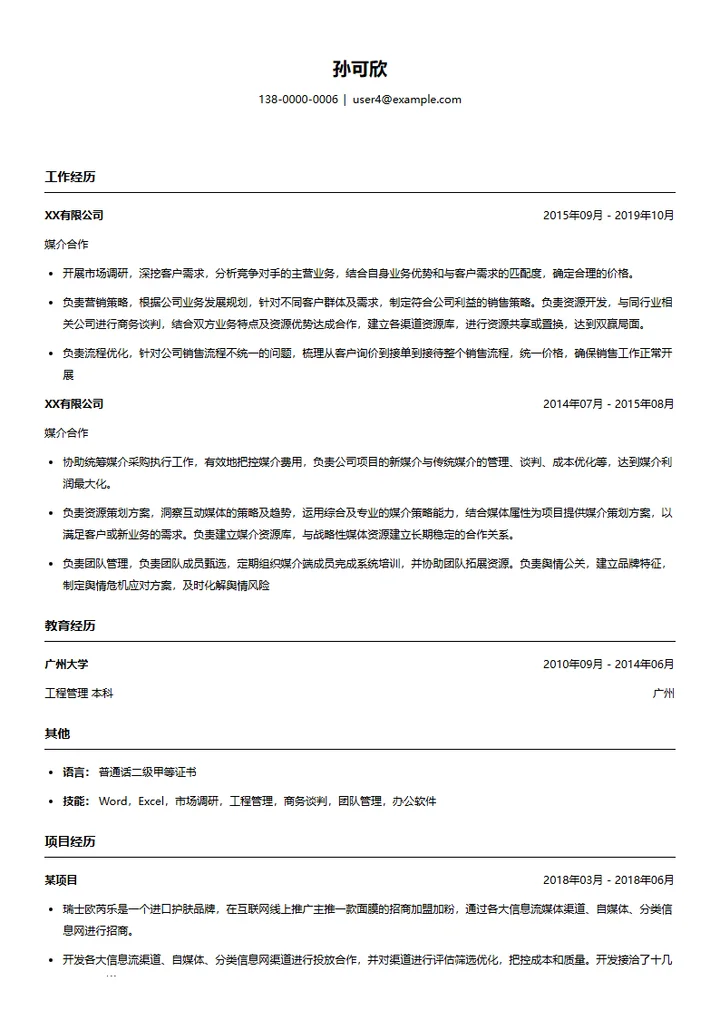 孙可欣
138-0000-0006 | user4@example.com
工作经历
XX有限公司 2015年09月 - 2019年10月
媒介合作
• 开展市场调研，深挖客户需求，分析竞争对手的主营业务，结合自身业务优势和与客户需求的匹配度，确定合理的价格。
• 负责营销策略，根据公司业务发展规划，针对不同客户群体及需求，制定符合公司利益的销售策略。负责资源开发，与同行业相
关公司进行商务谈判，结合双方业务特点及资源优势达成合作，建立各渠道资源库，进行资源共享或置换，达到双赢局面。
• 负责流程优化，针对公司销售流程不统一的问题，梳理从客户询价到接单到接待整个销售流程，统一价格，确保销售工作正常开
展
XX有限公司 2014年07月 - 2015年08月
媒介合作
• 协助统筹媒介采购执行工作，有效地把控媒介费用，负责公司项目的新媒介与传统媒介的管理、谈判、成本优化等，达到媒介利
润最大化。
• 负责资源策划方案，洞察互动媒体的策略及趋势，运用综合及专业的媒介策略能力，结合媒体属性为项目提供媒介策划方案，以
满足客户或新业务的需求。负责建立媒介资源库，与战略性媒体资源建立长期稳定的合作关系。
• 负责团队管理，负责团队成员甄选，定期组织媒介端成员完成系统培训，并协助团队拓展资源。负责舆情公关，建立品牌特征，
制定舆情危机应对方案，及时化解舆情风险
教育经历
广州大学 2010年09月 - 2014年06月
工程管理 本科 广州
其他
• 语言： 普通话二级甲等证书
• 技能： Word，Excel，市场调研，工程管理，商务谈判，团队管理，办公软件
项目经历
某项目 2018年03月 - 2018年06月
• 瑞士欧芮乐是一个进口护肤品牌，在互联网线上推广主推一款面膜的招商加盟加粉，通过各大信息流媒体渠道、自媒体、分类信
息网进行招商。
• 开发各大信息流渠道、自媒体、分类信息网渠道进行投放合作，并对渠道进行评估筛选优化，把控成本和质量。开发接洽了十几